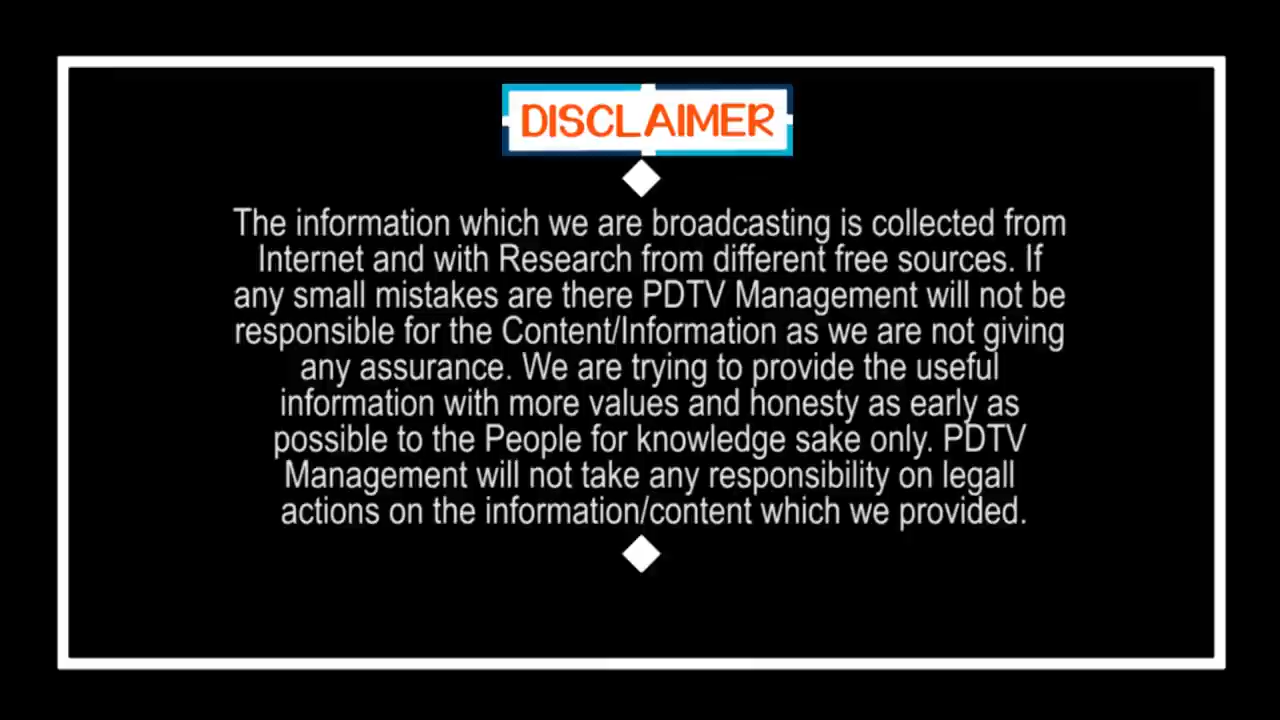 DISCLAIMER
The information which we are broadcasting is collected from
Internet and with Research from different free sources. If
any small mistakes are there PDTV Management will not be
responsible for the Content/Information as we are not giving
any assurance. We are trying to provide the useful
information with more values and honesty as early as
possible to the People for knowledge sake only. PDTV
Management will not take any responsibility on legall
actions on the information/content which we provided.